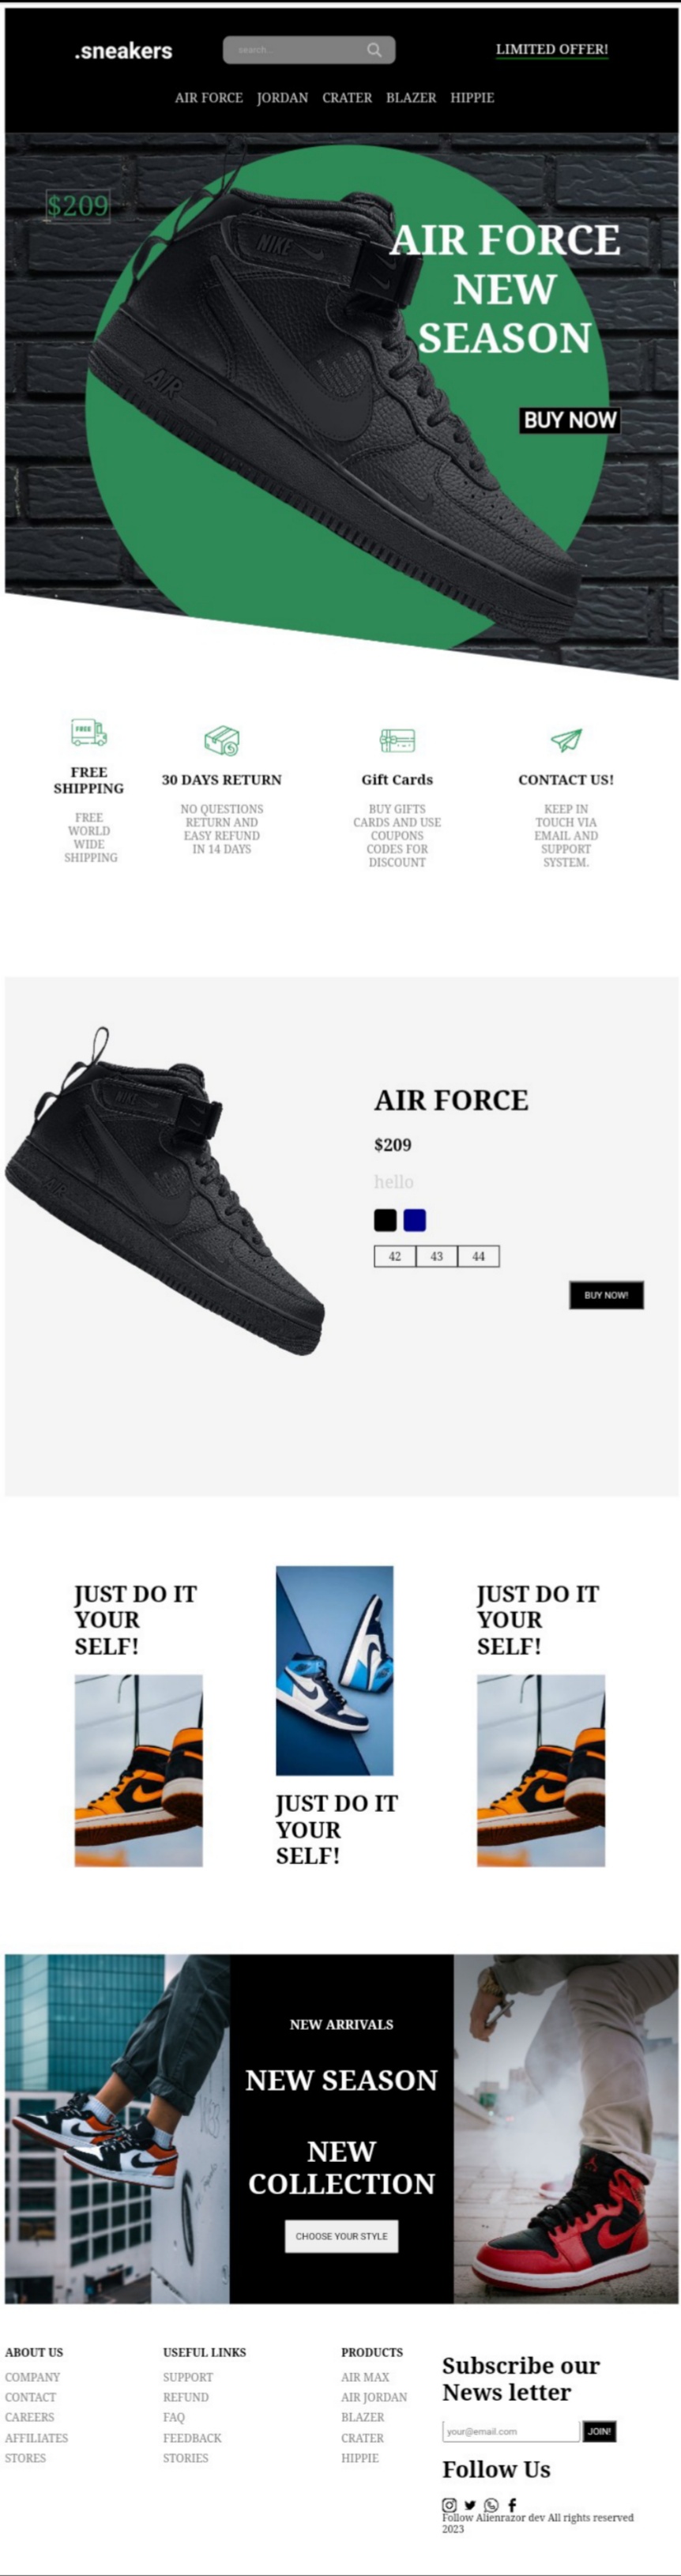 .sneakers
search...
LIMITED OFFER!
AIR FORCE JORDAN CRATER BLAZER HIPPIE
$209
NIKE
AIR
AIR FORCE
NEW
SEASON
BUY NOW
FREE
FREE
SHIPPING
FREE
WORLD
WIDE
SHIPPING
30 DAYS RETURN
NO QUESTIONS
RETURN AND
EASY REFUND
IN 14 DAYS
Gift Cards
BUY GIFTS
CARDS AND USE
COUPONS
CODES FOR
DISCOUNT
CONTACT US!
KEEP IN
TOUCH VIA
EMAIL AND
SUPPORT
SYSTEM.
NIKE
AIR
AIR FORCE
$209
hello
42 43 44
BUY NOW!
JUST DO IT
YOUR
SELF!
JUST DO IT
YOUR
SELF!
JUST DO IT
YOUR
SELF!
NEW ARRIVALS
NEW SEASON
NEW
COLLECTION
CHOOSE YOUR STYLE
ABOUT US
COMPANY
CONTACT
CAREERS
AFFILIATES
STORES
USEFUL LINKS
SUPPORT
REFUND
FAQ
FEEDBACK
STORIES
PRODUCTS
AIR MAX
AIR JORDAN
BLAZER
CRATER
HIPPIE
Subscribe our
News letter
your@email.com JOIN!
Follow Us
Follow Alienrazor dev All rights reserved
2023